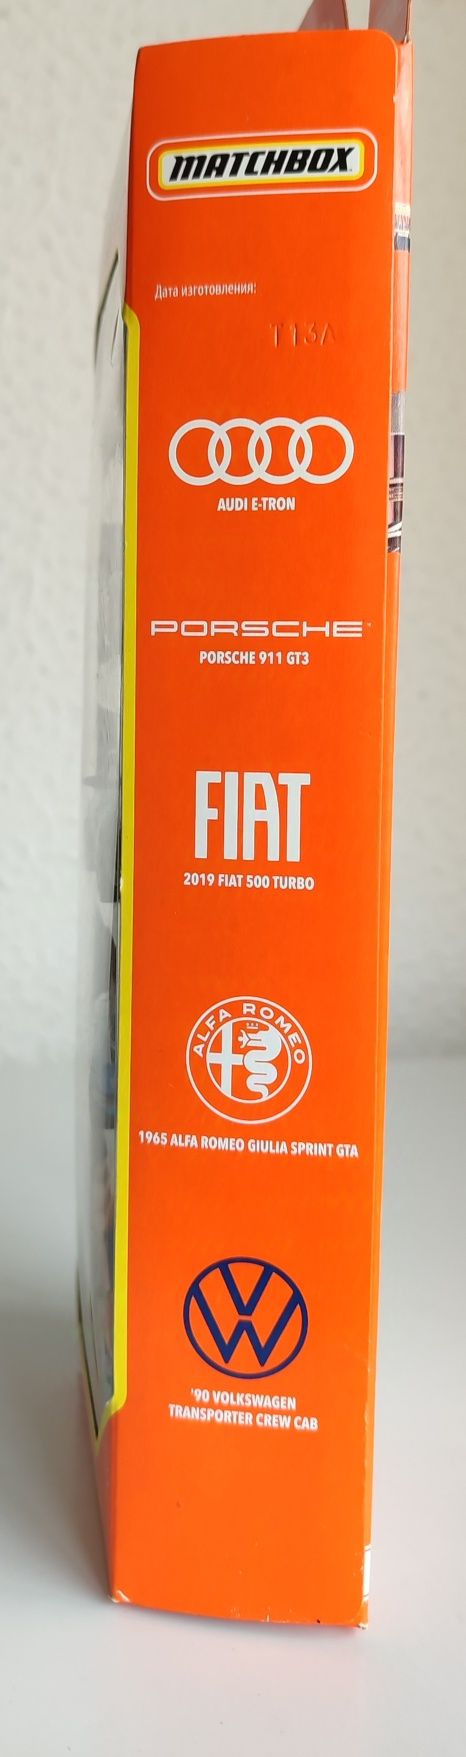 MATCHBOX
Дата изготовления:
T13A
AUDI E-TRON
PORSCHE
PORSCHE 911 GT3
FIAT
2019 FIAT 500 TURBO
ALFA ROMEO
1965 ALFA ROMEO GIULIA SPRINT GTA
VW
'90 VOLKSWAGEN
TRANSPORTER CREW CAB